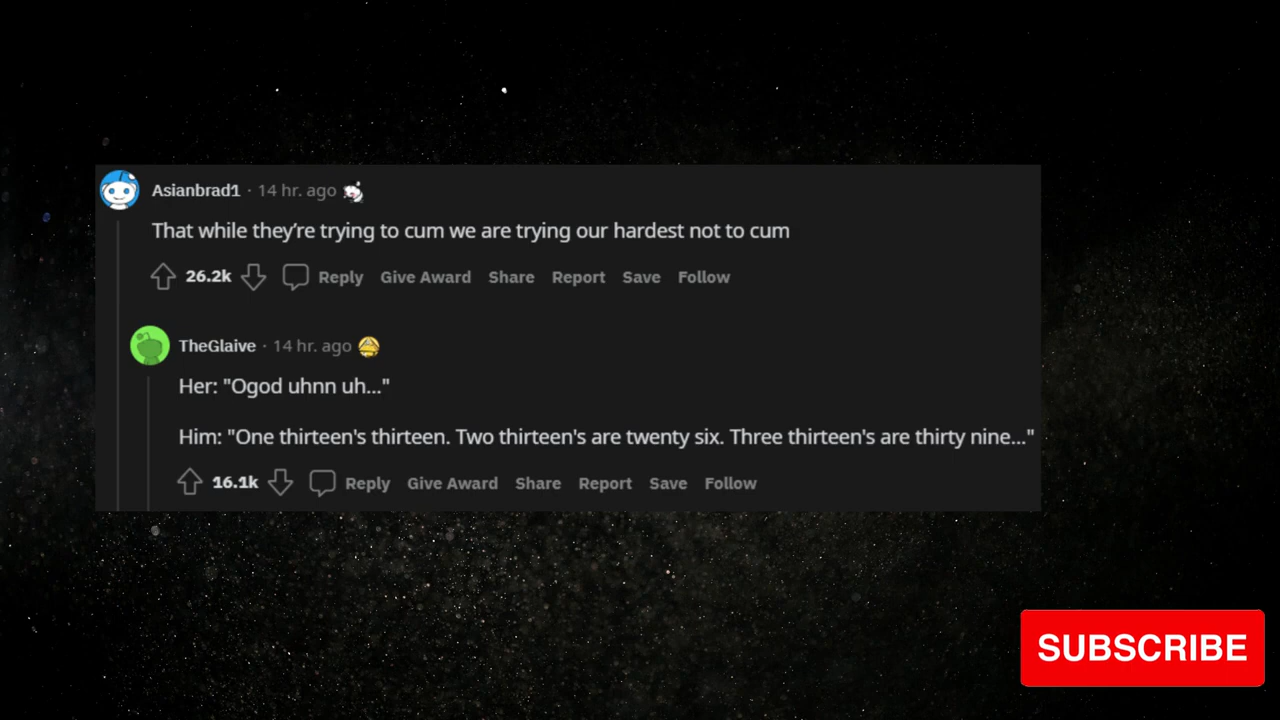 Asianbrad1 · 14 hr. ago
That while they're trying to cum we are trying our hardest not to cum
26.2k Reply Give Award Share Report Save Follow
TheGlaive · 14 hr. ago
Her: "Ogod uhnn uh..."
Him: "One thirteen's thirteen. Two thirteen's are twenty six. Three thirteen's are thirty nine..."
16.1k Reply Give Award Share Report Save Follow
SUBSCRIBE